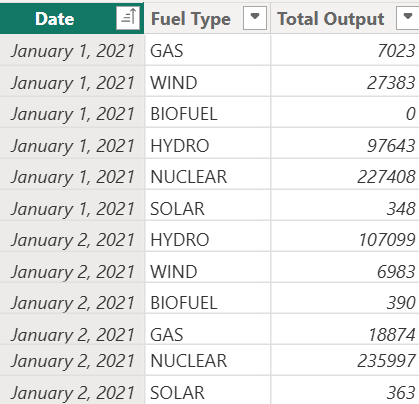 Date Fuel Type Total Output
January 1, 2021 GAS 7023
January 1, 2021 WIND 27383
January 1, 2021 BIOFUEL 0
January 1, 2021 HYDRO 97643
January 1, 2021 NUCLEAR 227408
January 1, 2021 SOLAR 348
January 2, 2021 HYDRO 107099
January 2, 2021 WIND 6983
January 2, 2021 BIOFUEL 390
January 2, 2021 GAS 18874
January 2, 2021 NUCLEAR 235997
January 2, 2021 SOLAR 363